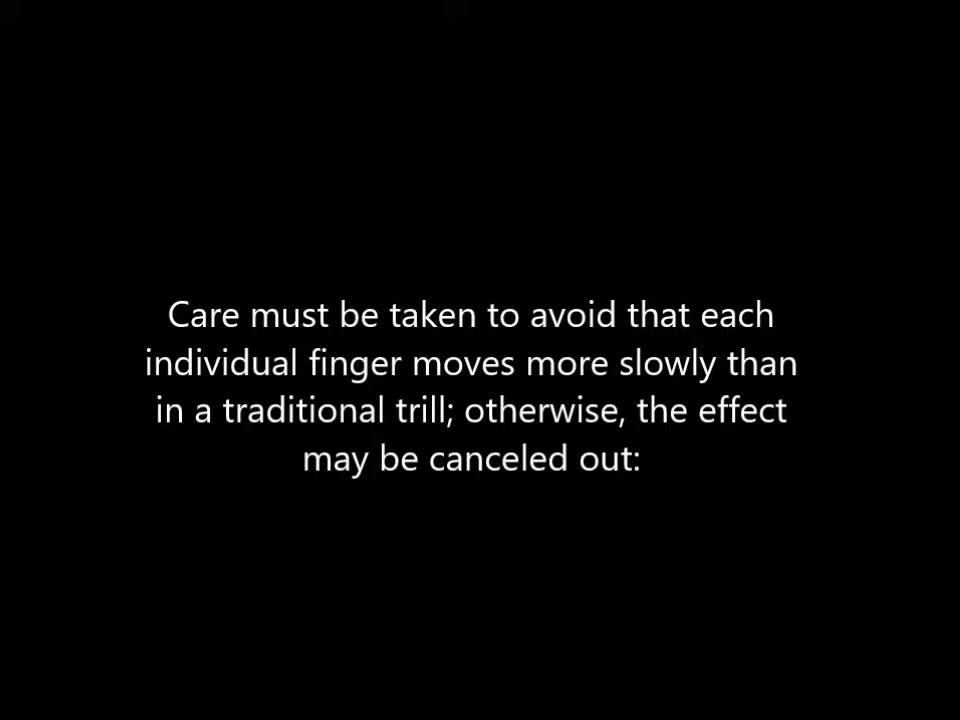 Care must be taken to avoid that each
individual finger moves more slowly than
in a traditional trill; otherwise, the effect
may be canceled out: